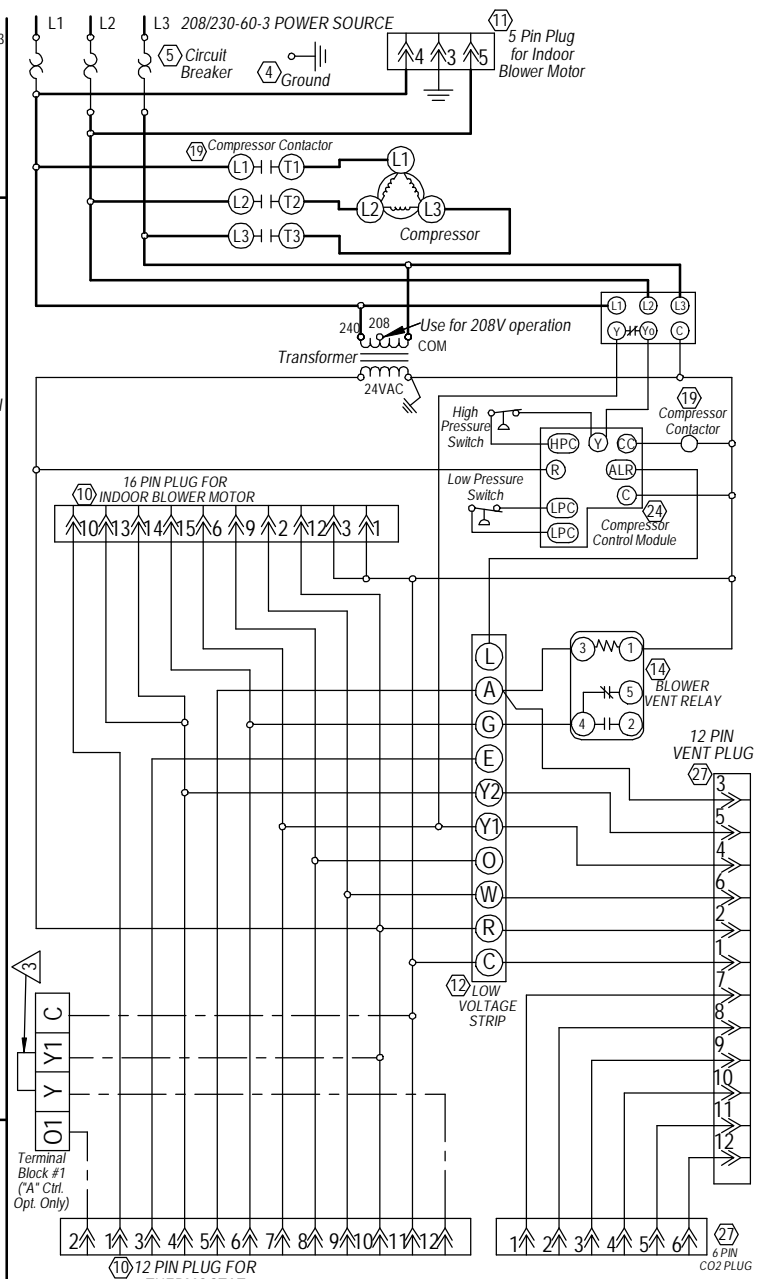 L1 L2 L3 208/230-60-3 POWER SOURCE
11
5 Pin Plug
for Indoor
Blower Motor
5 Circuit
Breaker
4 Ground
4 3 5
19 Compressor Contactor
L1 T1 L1
L2 T2 L2 L3
L3 T3 Compressor
L1 L2 L3
Y Yo C
240 208 Use for 208V operation
COM
Transformer
24VAC
19
Compressor
Contactor
High
Pressure
Switch
HPC Y CC
R ALR
Low Pressure
Switch
LPC C
LPC
24
Compressor
Control Module
10 16 PIN PLUG FOR
INDOOR BLOWER MOTOR
10 13 14 15 6 9 2 12 3 1
L
A
G
E
Y2
Y1
O
W
R
C
12 LOW
VOLTAGE
STRIP
3 1
5
4 2
14
BLOWER
VENT RELAY
12 PIN
VENT PLUG
27
3
5
4
6
2
1
7
8
9
10
11
12
3
C
Y1
Y
O1
Terminal
Block #1
("A" Ctrl.
Opt. Only)
2 1 3 4 5 6 7 8 9 10 11 12
10 12 PIN PLUG FOR
1 2 3 4 5 6
27
6 PIN
CO2 PLUG